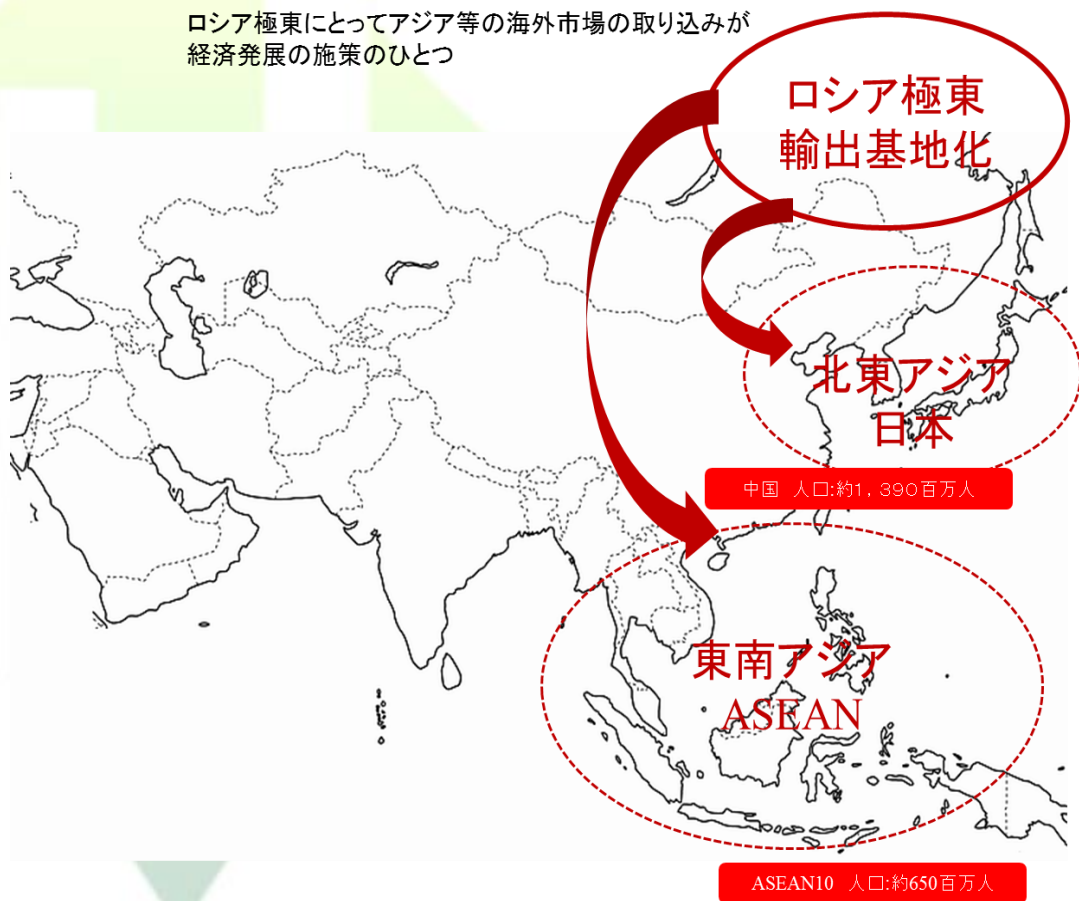 ロシア極東にとってアジア等の海外市場の取り込みが
経済発展の施策のひとつ
ロシア極東
輸出基地化
北東アジア
日本
中国 人口:約1，390百万人
東南アジア
ASEAN
ASEAN10 人口:約650百万人